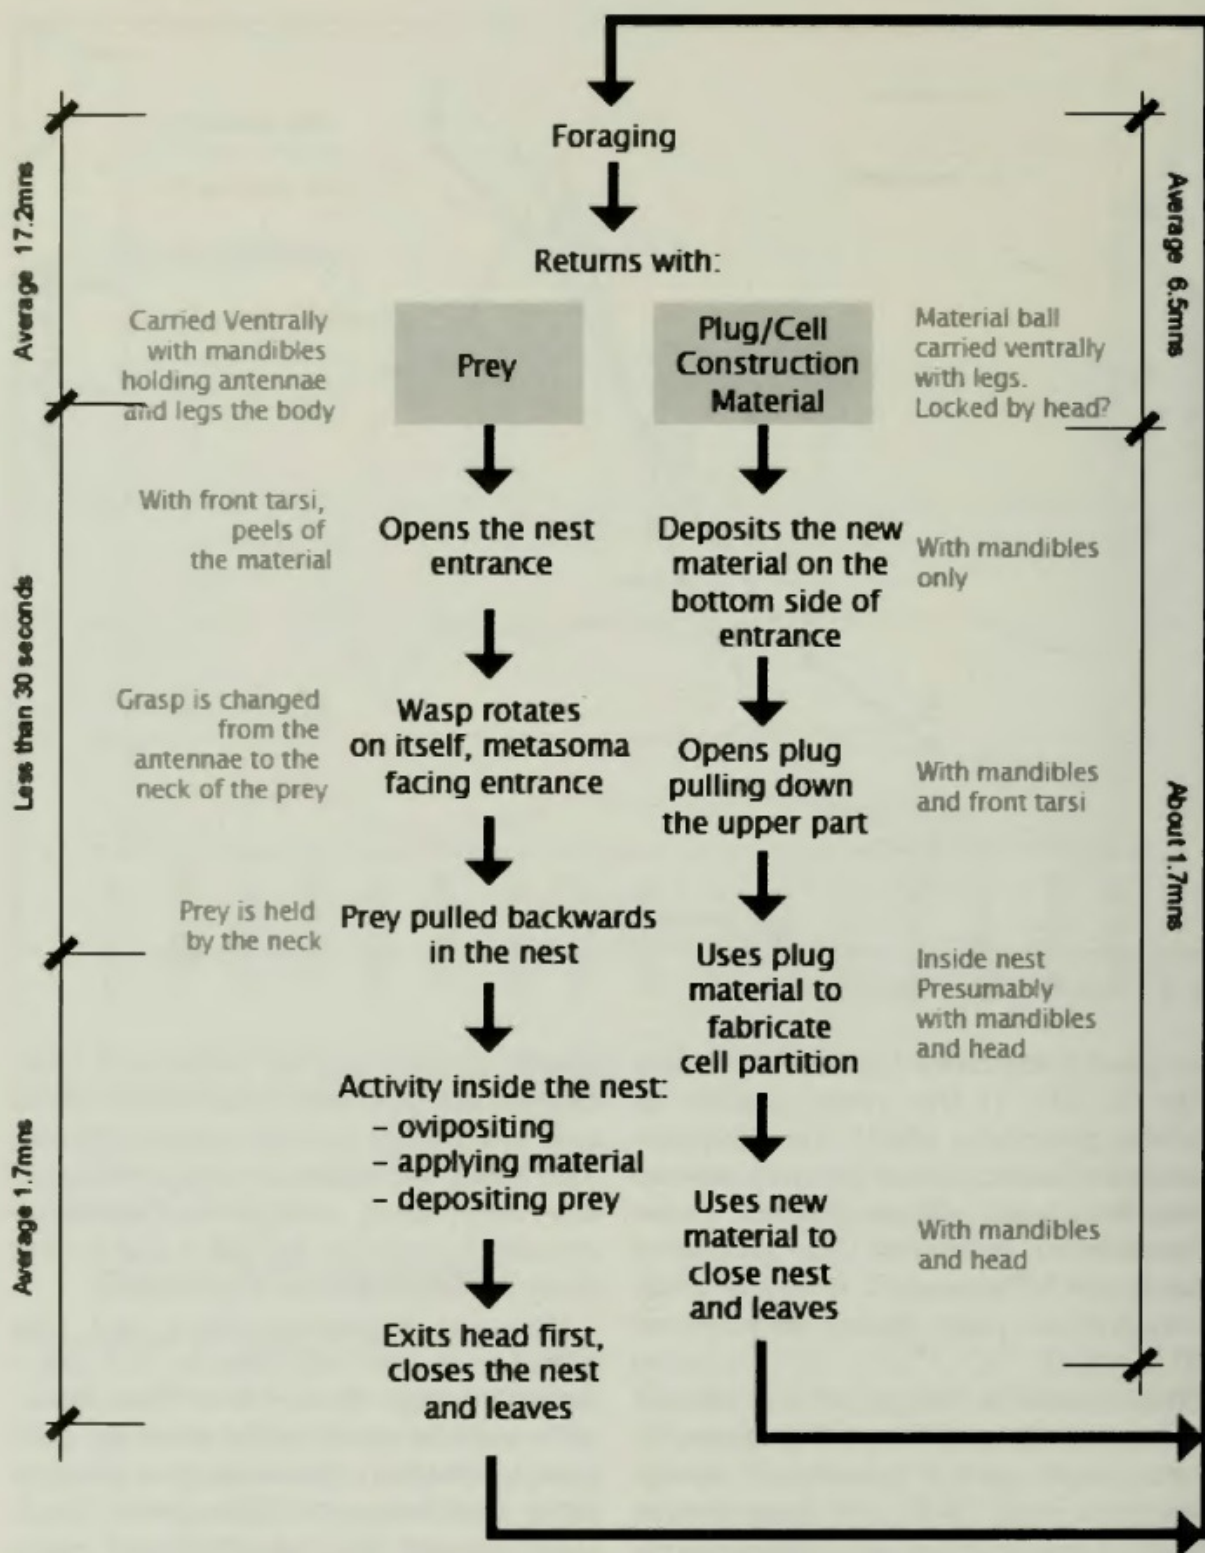 Foraging
Returns with:
Average 17.2mns
Carried Ventrally
with mandibles
holding antennae
and legs the body
Prey
Plug/Cell
Construction
Material
Material ball
carried ventrally
with legs.
Locked by head?
Average 6.5mns
Less than 30 seconds
With front tarsi,
peels of
the material
Opens the nest
entrance
Deposits the new
material on the
bottom side of
entrance
With mandibles
only
Grasp is changed
from the
antennae to the
neck of the prey
Wasp rotates
on itself, metasoma
facing entrance
Opens plug
pulling down
the upper part
With mandibles
and front tarsi
About 1.7mns
Prey is held
by the neck
Prey pulled backwards
in the nest
Uses plug
material to
fabricate
cell partition
Inside nest
Presumably
with mandibles
and head
Average 1.7mns
Activity inside the nest:
– ovipositing
– applying material
– depositing prey
Uses new
material to
close nest
and leaves
With mandibles
and head
Exits head first,
closes the nest
and leaves